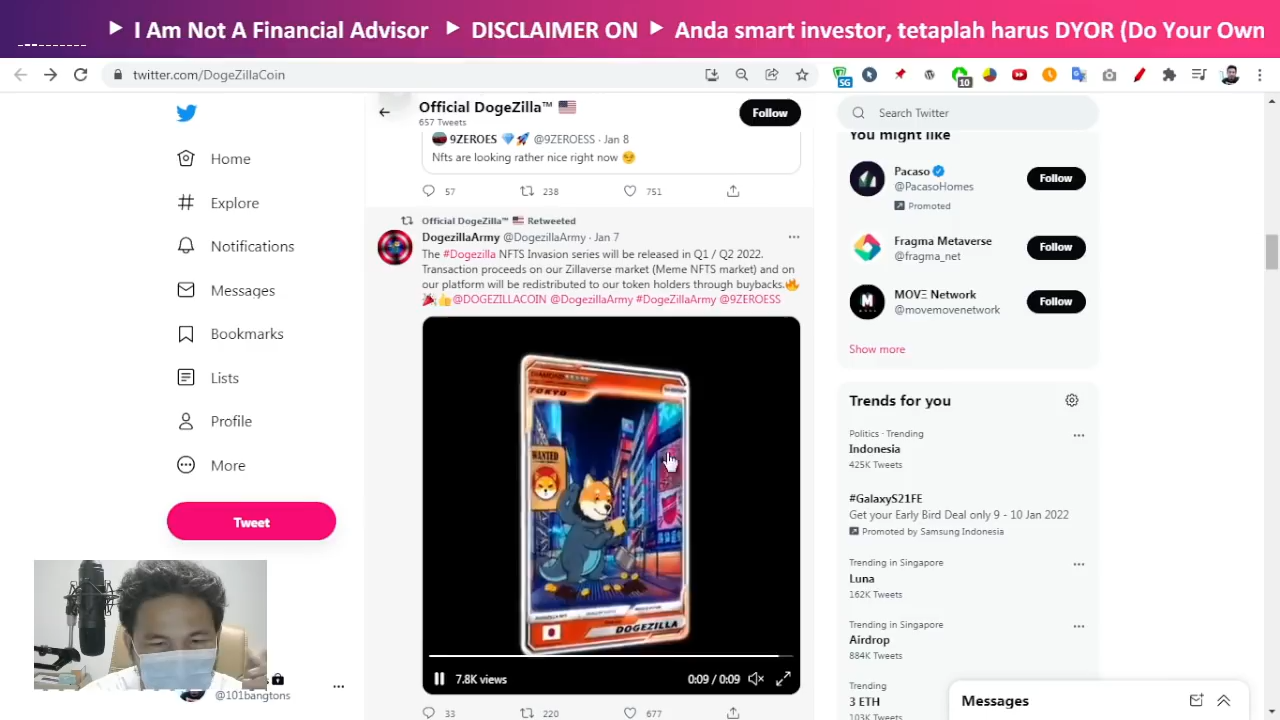 I Am Not A Financial Advisor DISCLAIMER ON Anda smart investor, tetaplah harus DYOR (Do Your Own
twitter.com/DogeZillaCoin
SG
10
Official DogeZilla™
657 Tweets
Follow
9ZEROES 💎🚀 @9ZEROESS · Jan 8
Nfts are looking rather nice right now 😏
57 238 751
Official DogeZilla™ 🇺🇸 Retweeted
DogezillaArmy @DogezillaArmy · Jan 7
The #Dogezilla NFTS Invasion series will be released in Q1 / Q2 2022.
Transaction proceeds on our Zillaverse market (Meme NFTS market) and on
our platform will be redistributed to our token holders through buybacks.🔥
🎉👍@DOGEZILLACOIN @DogezillaArmy #DogeZillaArmy @9ZEROESS
DIAMOND
TOKYO
WANTED
DOGEZILLA
7.8K views
0:09 / 0:09
33 220 677
Home
Explore
Notifications
Messages
Bookmarks
Lists
Profile
More
Tweet
@101bangtons
Search Twitter
You might like
Pacaso
@PacasoHomes
Promoted
Follow
Fragma Metaverse
@fragma_net
Follow
MOVΞ Network
@movemovenetwork
Follow
Show more
Trends for you
Politics · Trending
Indonesia
425K Tweets
#GalaxyS21FE
Get your Early Bird Deal only 9 - 10 Jan 2022
Promoted by Samsung Indonesia
Trending in Singapore
Luna
162K Tweets
Trending in Singapore
Airdrop
884K Tweets
Trending
3 ETH
103K Tweets
Messages